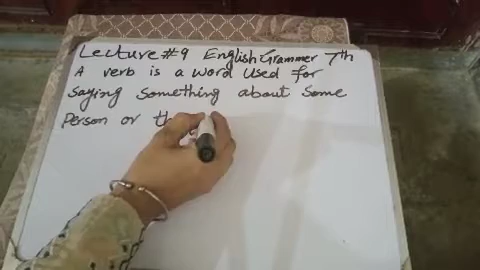 Lecture#9 English Grammer 7th
A verb is a word used for
saying something about some
person or th